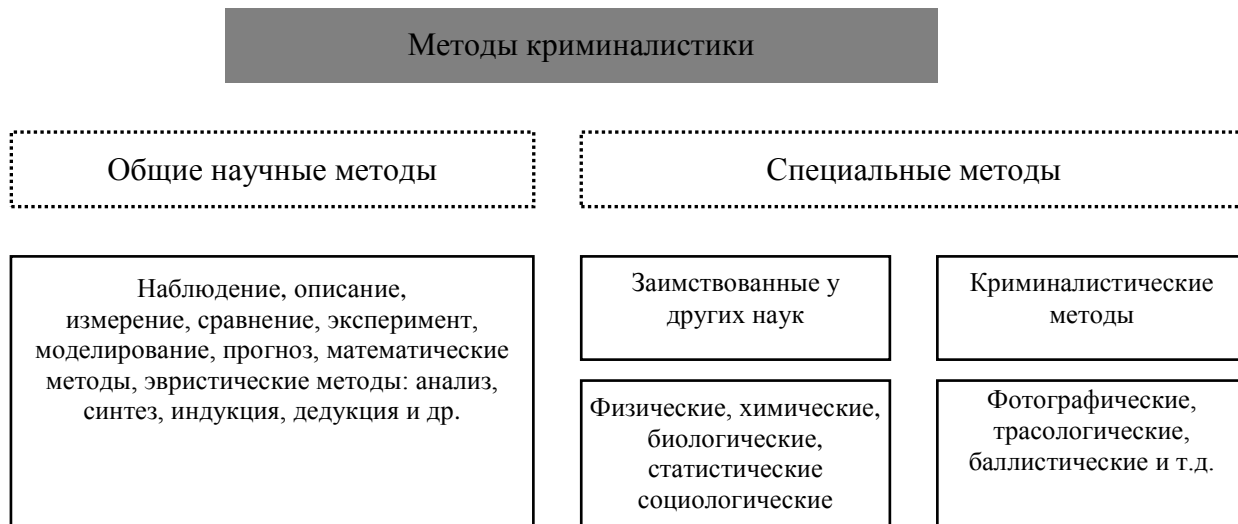 Методы криминалистики
Общие научные методы
Специальные методы
Наблюдение, описание,
измерение, сравнение, эксперимент,
моделирование, прогноз, математические
методы, эвристические методы: анализ,
синтез, индукция, дедукция и др.
Заимствованные у
других наук
Криминалистические
методы
Физические, химические,
биологические,
статистические
социологические
Фотографические,
трасологические,
баллистические и т.д.